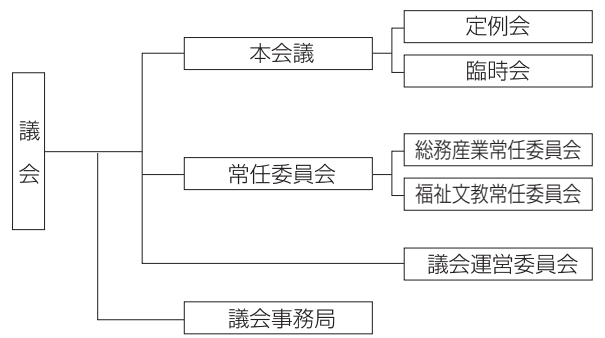 議会
本会議
定例会
臨時会
常任委員会
総務産業常任委員会
福祉文教常任委員会
議会運営委員会
議会事務局